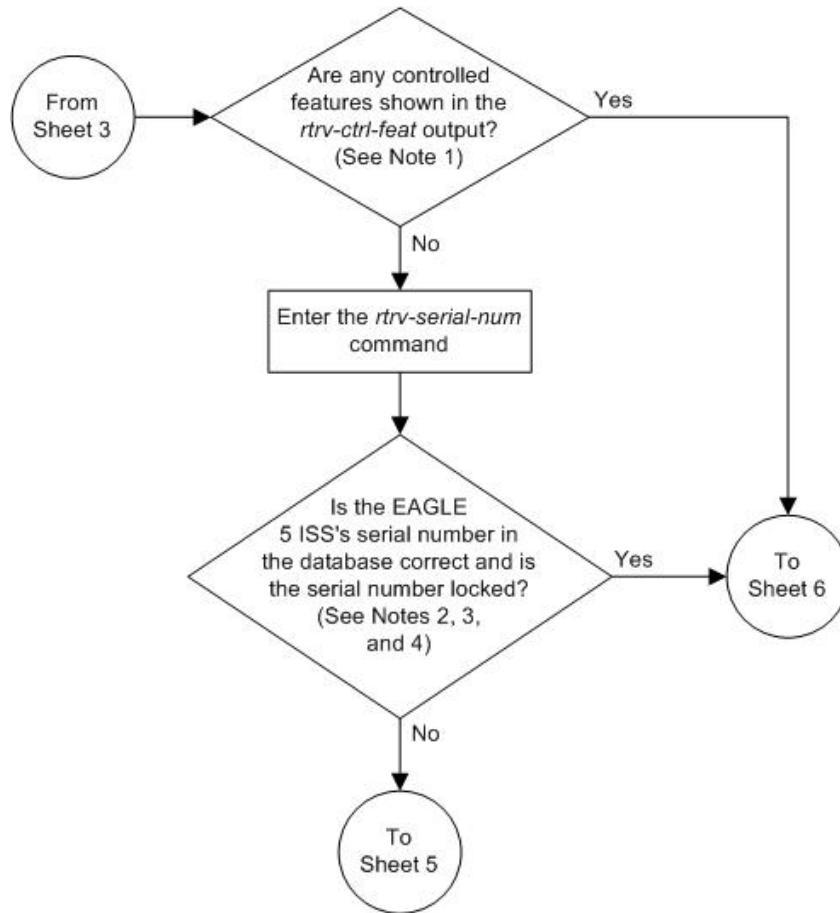 From
Sheet 3
Are any controlled
features shown in the
rtrv-ctrl-feat output?
(See Note 1)
Yes
No
Enter the rtrv-serial-num
command
Is the EAGLE
5 ISS's serial number in
the database correct and is
the serial number locked?
(See Notes 2, 3,
and 4)
Yes
To
Sheet 6
No
To
Sheet 5